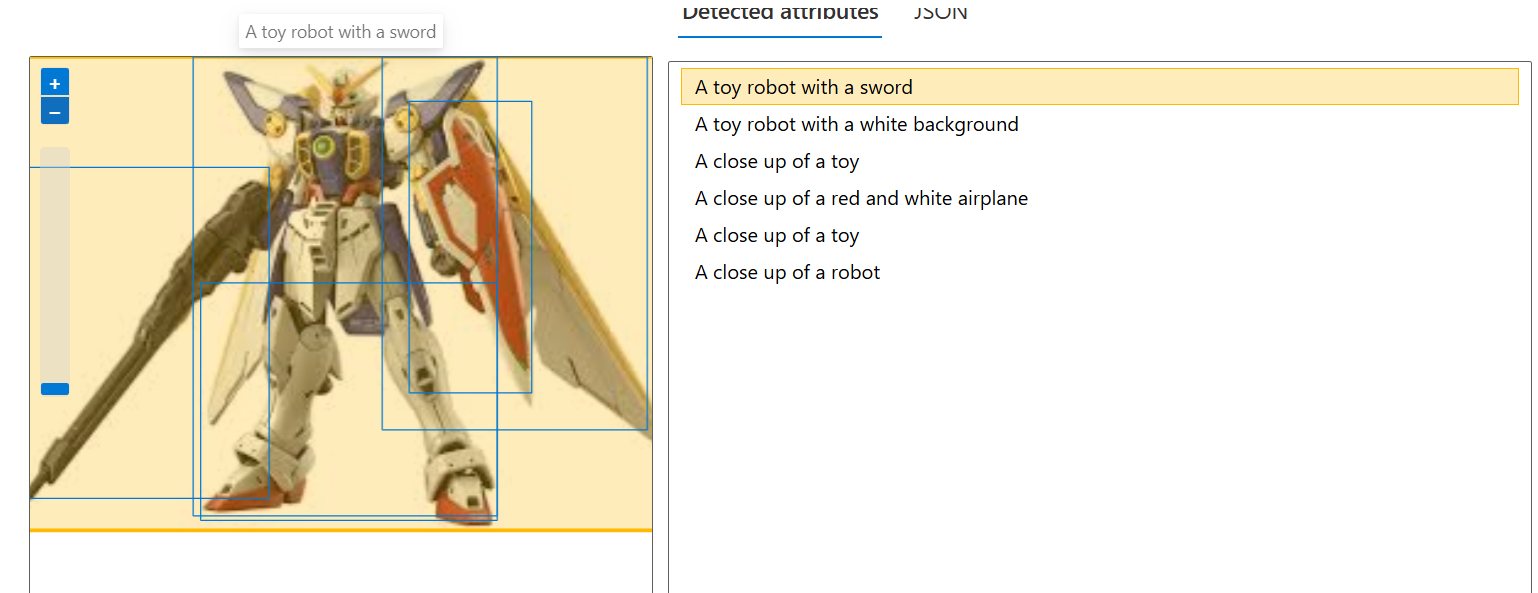 Detected attributes JSON
A toy robot with a sword
+
−
A toy robot with a sword
A toy robot with a white background
A close up of a toy
A close up of a red and white airplane
A close up of a toy
A close up of a robot